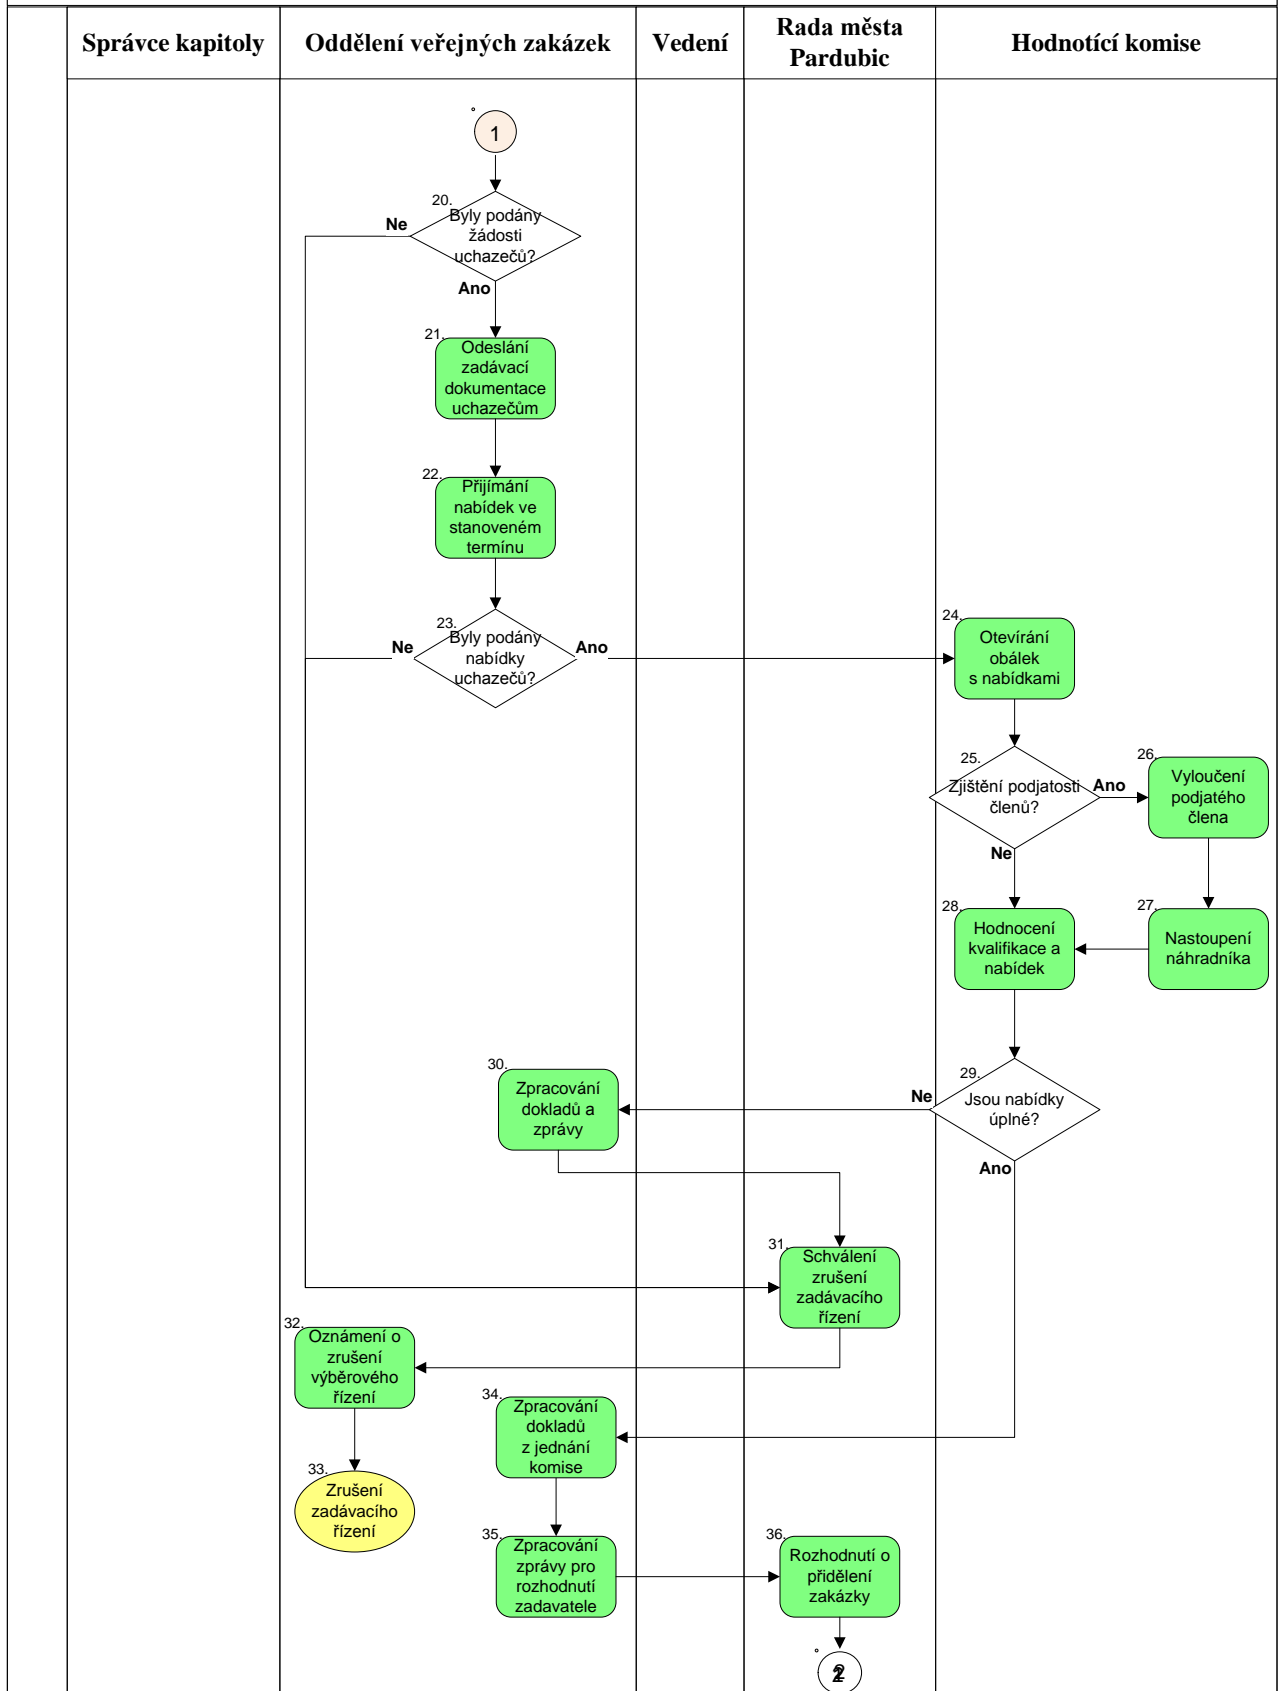 Správce kapitoly
Oddělení veřejných zakázek
Vedení
Rada města
Pardubic
Hodnotící komise
1
20.
Byly podány
žádosti
uchazečů?
Ne
Ano
21.
Odeslání
zadávací
dokumentace
uchazečům
22.
Přijímání
nabídek ve
stanoveném
termínu
23.
Byly podány
nabídky
uchazečů?
Ne
Ano
24.
Otevírání
obálek
s nabídkami
25.
Zjištění podjatosti
členů?
Ano
Ne
26.
Vyloučení
podjatého
člena
27.
Nastoupení
náhradníka
28.
Hodnocení
kvalifikace a
nabídek
29.
Jsou nabídky
úplné?
Ne
Ano
30.
Zpracování
dokladů a
zprávy
31.
Schválení
zrušení
zadávacího
řízení
32.
Oznámení o
zrušení
výběrového
řízení
33.
Zrušení
zadávacího
řízení
34.
Zpracování
dokladů
z jednání
komise
35.
Zpracování
zprávy pro
rozhodnutí
zadavatele
36.
Rozhodnutí o
přidělení
zakázky